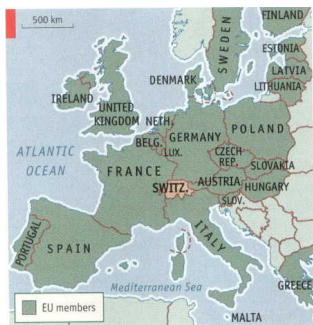 500 km
FINLAND
SWEDEN
ESTONIA
LATVIA
LITHUANIA
DENMARK
IRELAND
UNITED
KINGDOM
NETH.
BELG.
LUX.
GERMANY
POLAND
ATLANTIC
OCEAN
CZECH
REP.
SLOVAKIA
FRANCE
SWITZ.
AUSTRIA
HUNGARY
SLOV.
ITALY
PORTUGAL
SPAIN
Mediterranean Sea
GREECE
EU members
MALTA